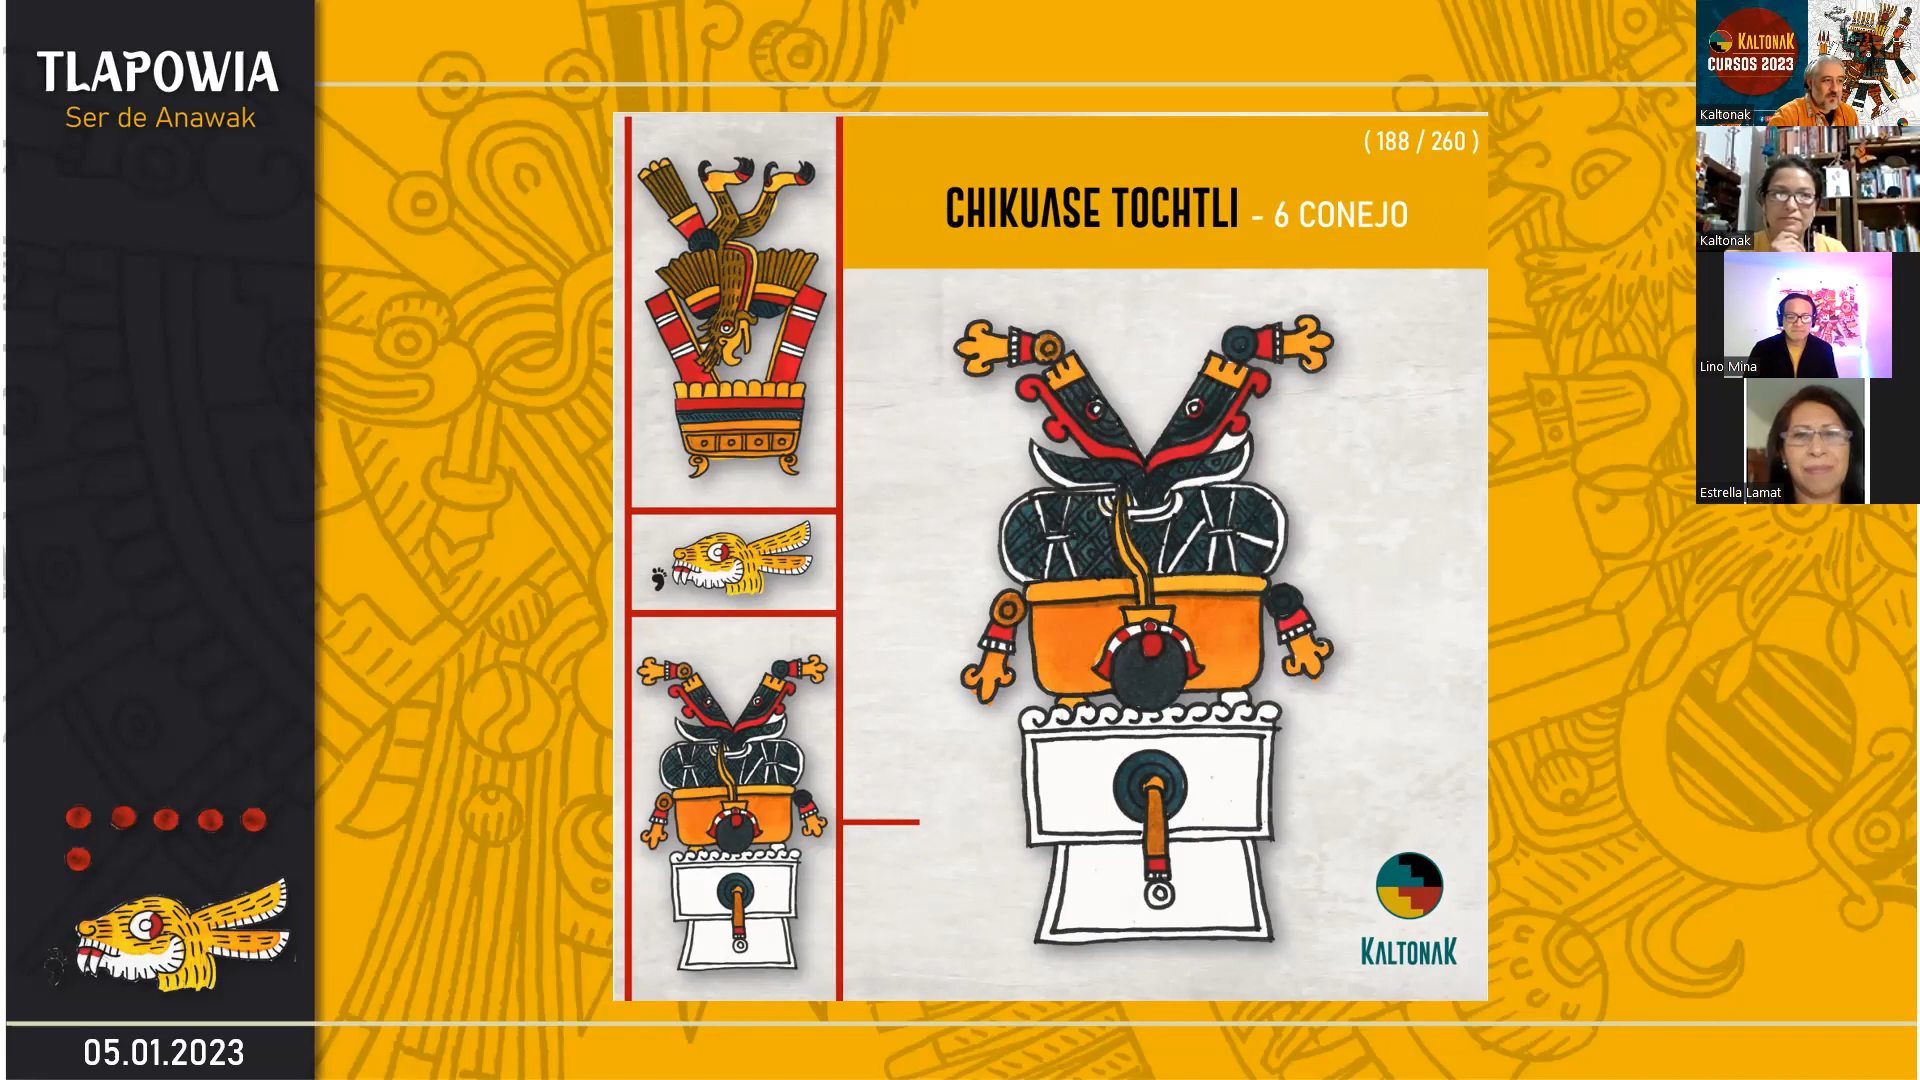 TLAPOWIA
Ser de Anawak
05.01.2023
( 188 / 260 )
CHIKUASE TOCHTLI - 6 CONEJO
KALTONAK
KALTONAK
CURSOS 2023
Kaltonak
Kaltonak
Lino Mina
Estrella Lamat